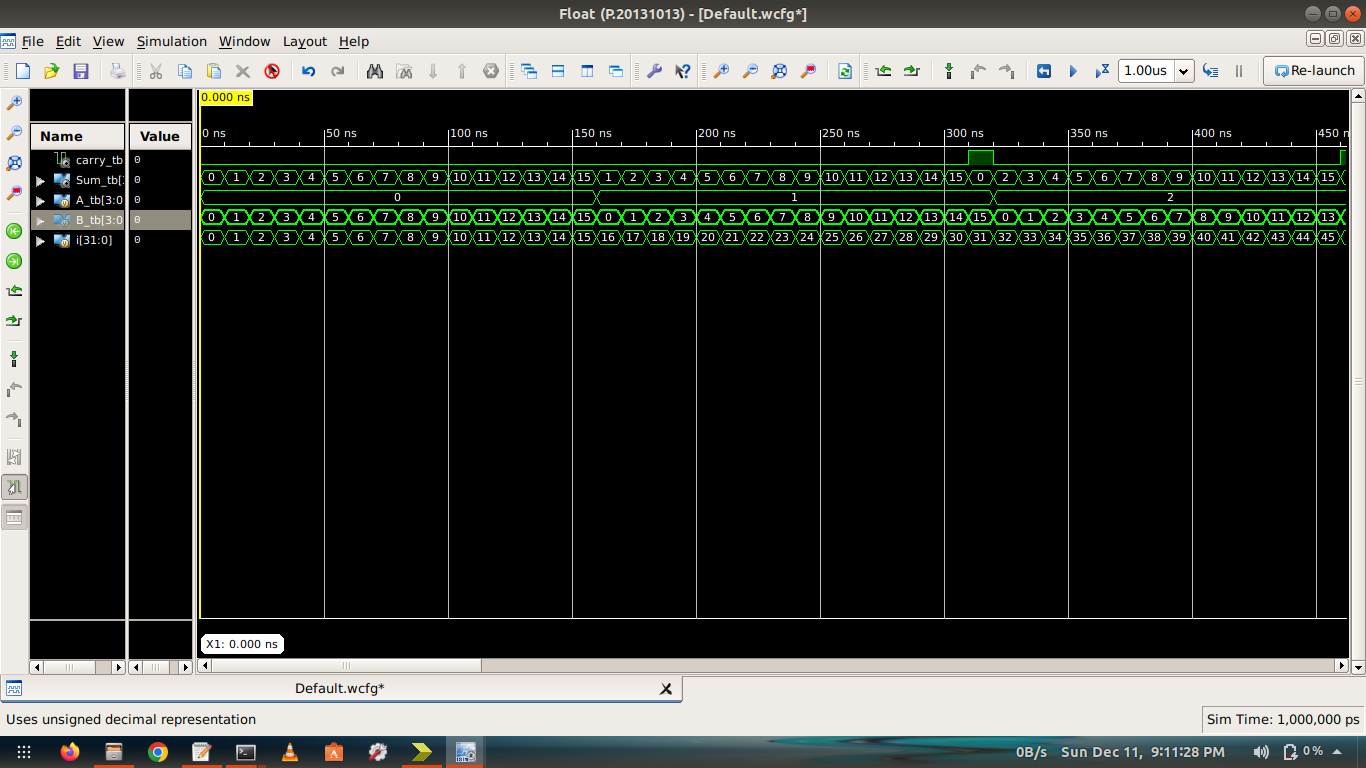 Float (P.20131013) - [Default.wcfg*]
File Edit View Simulation Window Layout Help
1.00us Re-launch
0.000 ns
Name Value
0 ns 50 ns 100 ns 150 ns 200 ns 250 ns 300 ns 350 ns 400 ns 450 n
carry_tb 0
Sum_tb[ 0 0 1 2 3 4 5 6 7 8 9 10 11 12 13 14 15 1 2 3 4 5 6 7 8 9 10 11 12 13 14 15 0 2 3 4 5 6 7 8 9 10 11 12 13 14 15
A_tb[3:0 0 0 1 2
B_tb[3:0 0 0 1 2 3 4 5 6 7 8 9 10 11 12 13 14 15 0 1 2 3 4 5 6 7 8 9 10 11 12 13 14 15 0 1 2 3 4 5 6 7 8 9 10 11 12 13
i[31:0] 0 0 1 2 3 4 5 6 7 8 9 10 11 12 13 14 15 16 17 18 19 20 21 22 23 24 25 26 27 28 29 30 31 32 33 34 35 36 37 38 39 40 41 42 43 44 45
X1: 0.000 ns
Default.wcfg*
Uses unsigned decimal representation
Sim Time: 1,000,000 ps
0B/s Sun Dec 11, 9:11:28 PM 0 %